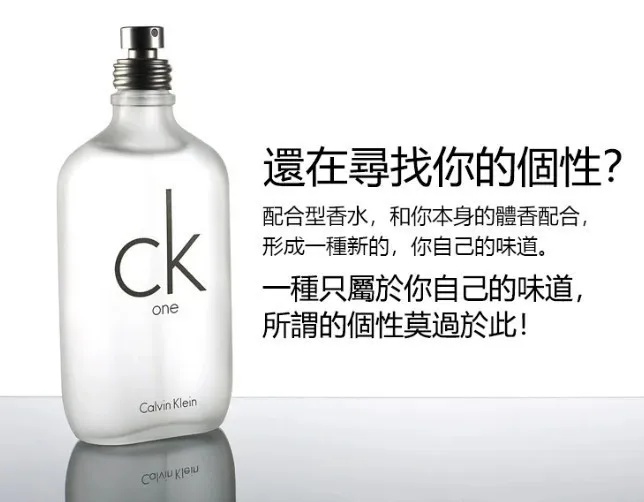 ck
one
Calvin Klein
還在尋找你的個性?
配合型香水，和你本身的體香配合，
形成一種新的，你自己的味道。
一種只屬於你自己的味道，
所謂的個性莫過於此!
Calvin Klein